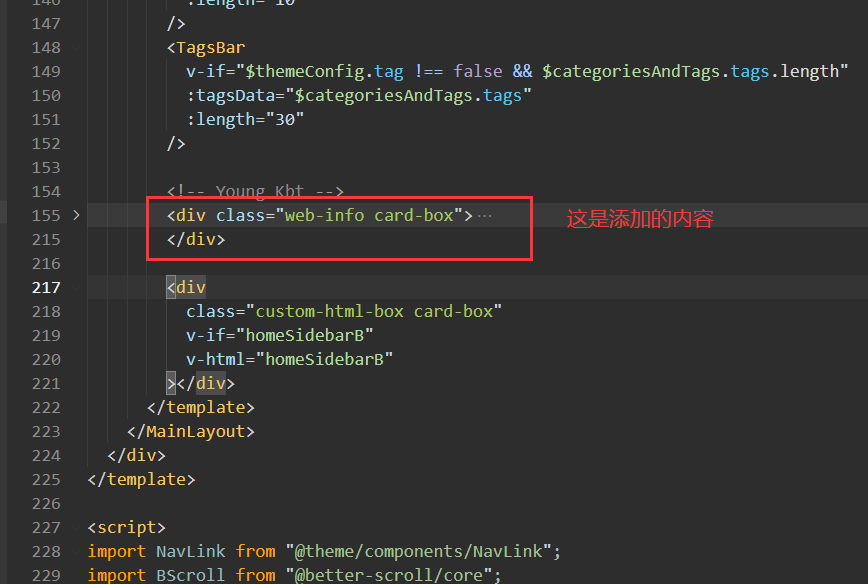 146 :length="10"
147 />
148 <TagsBar
149 v-if="$themeConfig.tag !== false && $categoriesAndTags.tags.length"
150 :tagsData="$categoriesAndTags.tags"
151 :length="30"
152 />
153
154 <!-- Young Kbt -->
155 > <div class="web-info card-box"> ··· 这是添加的内容
215 </div>
216
217 <div
218 class="custom-html-box card-box"
219 v-if="homeSidebarB"
220 v-html="homeSidebarB"
221 ></div>
222 </template>
223 </MainLayout>
224 </div>
225 </template>
226
227 <script>
228 import NavLink from "@theme/components/NavLink";
229 import BScroll from "@better-scroll/core";